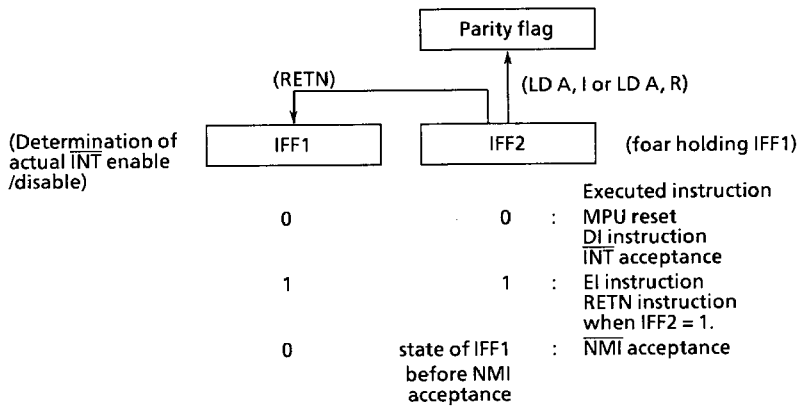 Parity flag
(RETN)
(LD A, I or LD A, R)
(Determination of
actual INT enable
/disable)
IFF1
IFF2
(foar holding IFF1)
Executed instruction
0 0 : MPU reset
DI instruction
INT acceptance
1 1 : EI instruction
RETN instruction
when IFF2 = 1.
0 state of IFF1 : NMI acceptance
before NMI
acceptance